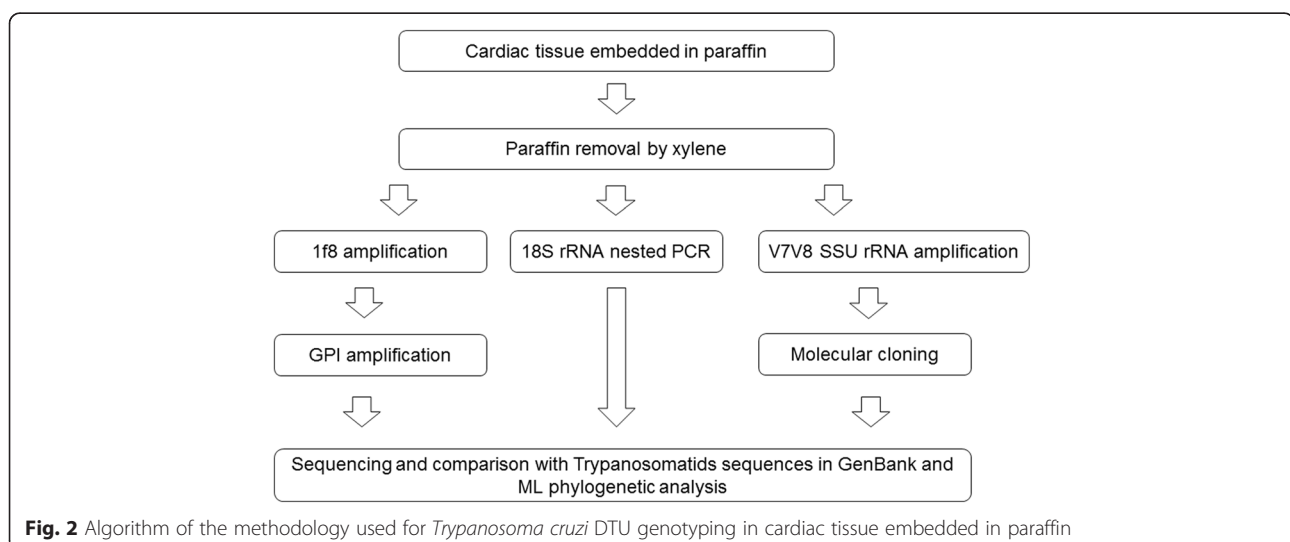 Cardiac tissue embedded in paraffin
Paraffin removal by xylene
1f8 amplification
18S rRNA nested PCR
V7V8 SSU rRNA amplification
GPI amplification
Molecular cloning
Sequencing and comparison with Trypanosomatids sequences in GenBank and
ML phylogenetic analysis
Fig. 2 Algorithm of the methodology used for Trypanosoma cruzi DTU genotyping in cardiac tissue embedded in paraffin